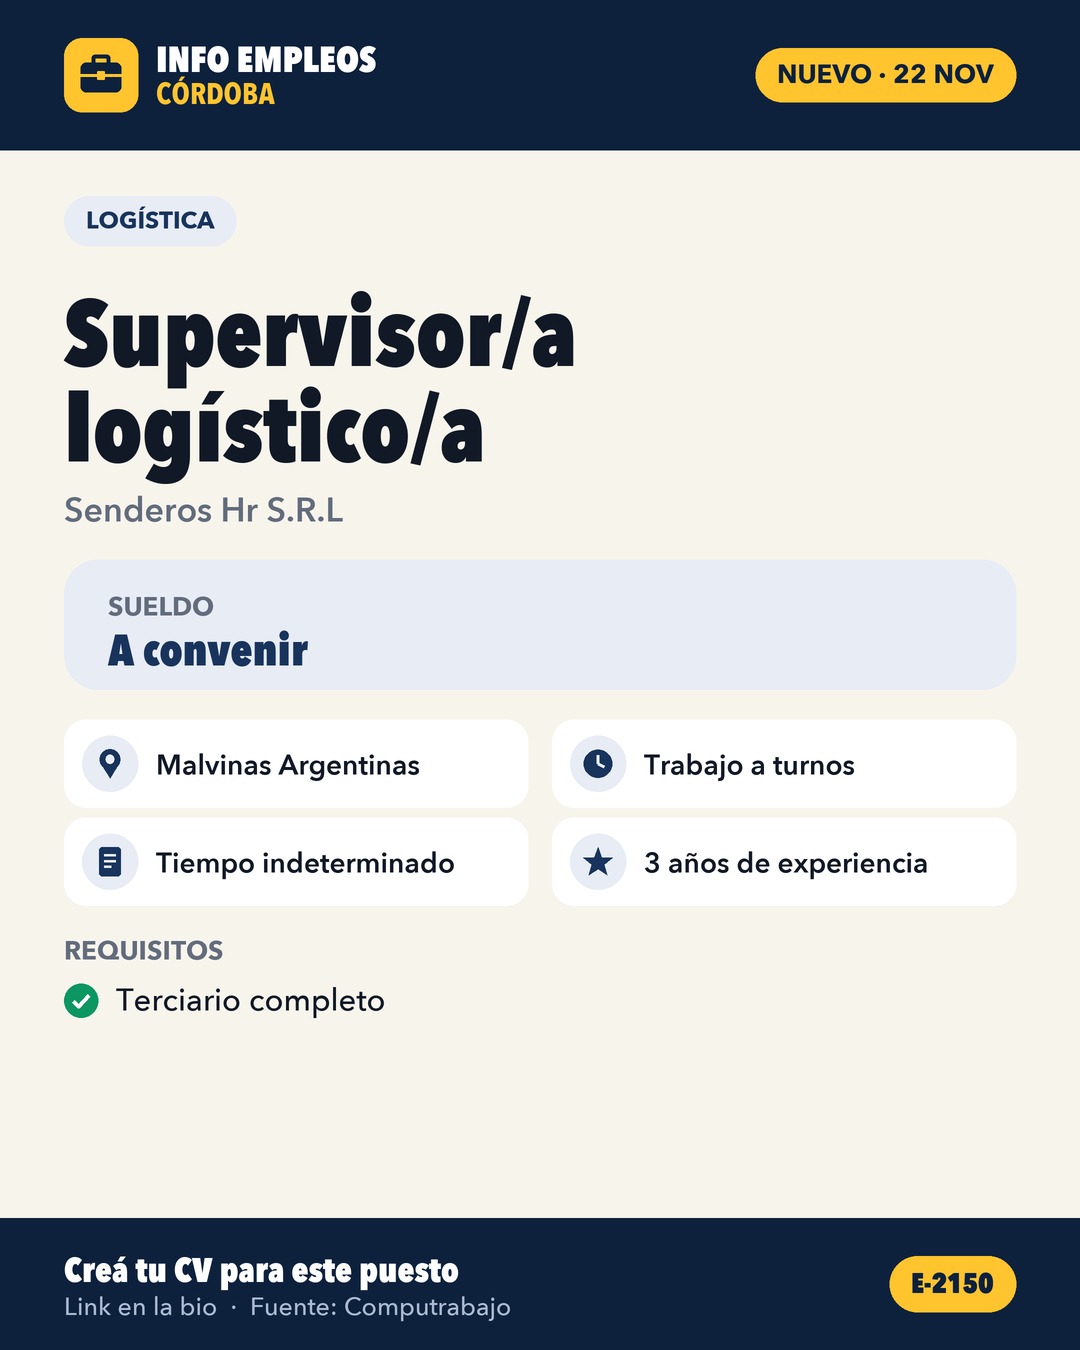 INFO EMPLEOS
CÓRDOBA
NUEVO · 22 NOV
LOGÍSTICA
Supervisor/a
logístico/a
Senderos Hr S.R.L
SUELDO
A convenir
Malvinas Argentinas
Trabajo a turnos
Tiempo indeterminado
3 años de experiencia
REQUISITOS
Terciario completo
Creá tu CV para este puesto
Link en la bio · Fuente: Computrabajo
E-2150